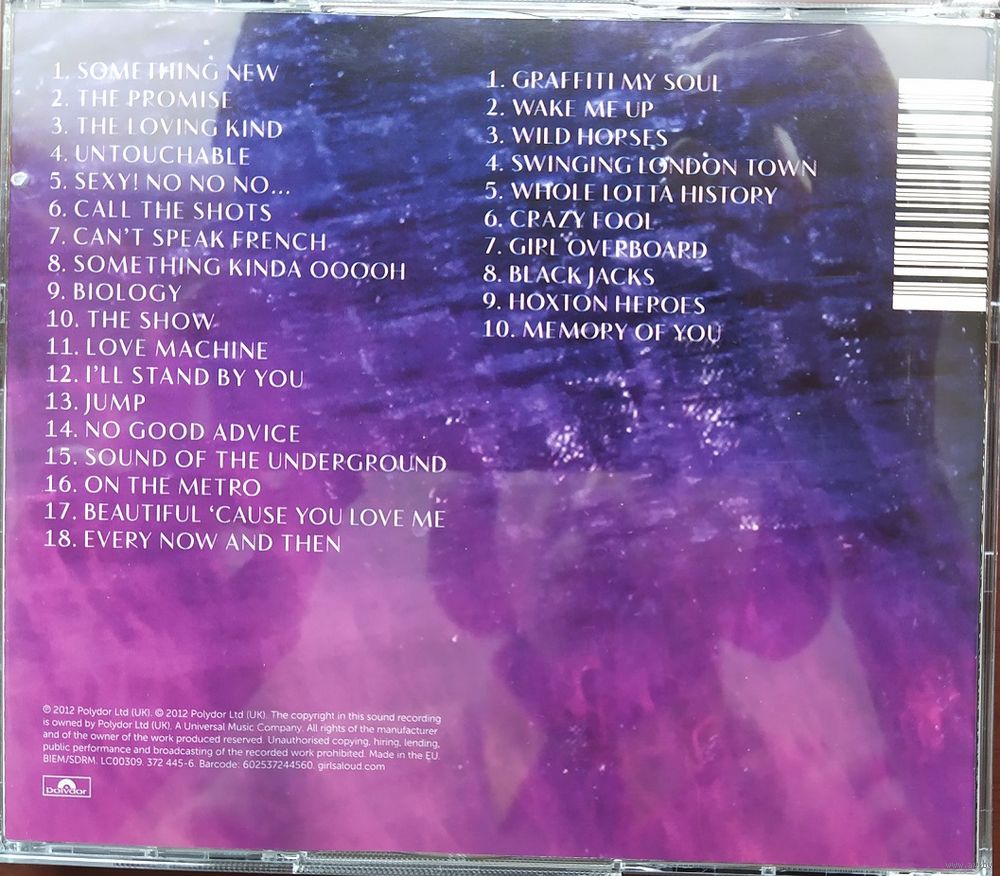 1. SOMETHING NEW
2. THE PROMISE
3. THE LOVING KIND
4. UNTOUCHABLE
5. SEXY! NO NO NO...
6. CALL THE SHOTS
7. CAN'T SPEAK FRENCH
8. SOMETHING KINDA OOOOH
9. BIOLOGY
10. THE SHOW
11. LOVE MACHINE
12. I'LL STAND BY YOU
13. JUMP
14. NO GOOD ADVICE
15. SOUND OF THE UNDERGROUND
16. ON THE METRO
17. BEAUTIFUL ‘CAUSE YOU LOVE ME
18. EVERY NOW AND THEN
1. GRAFFITI MY SOUL
2. WAKE ME UP
3. WILD HORSES
4. SWINGING LONDON TOWN
5. WHOLE LOTTA HISTORY
6. CRAZY FOOL
7. GIRL OVERBOARD
8. BLACK JACKS
9. HOXTON HEROES
10. MEMORY OF YOU
℗ 2012 Polydor Ltd (UK). © 2012 Polydor Ltd (UK). The copyright in this sound recording
is owned by Polydor Ltd (UK). A Universal Music Company. All rights of the manufacturer
and of the owner of the work produced reserved. Unauthorised copying, hiring, lending,
public performance and broadcasting of the recorded work prohibited. Made in the EU.
BIEM/SDRM. LC00309. 372 445-6. Barcode: 602537244560. girlsaloud.com
polydor